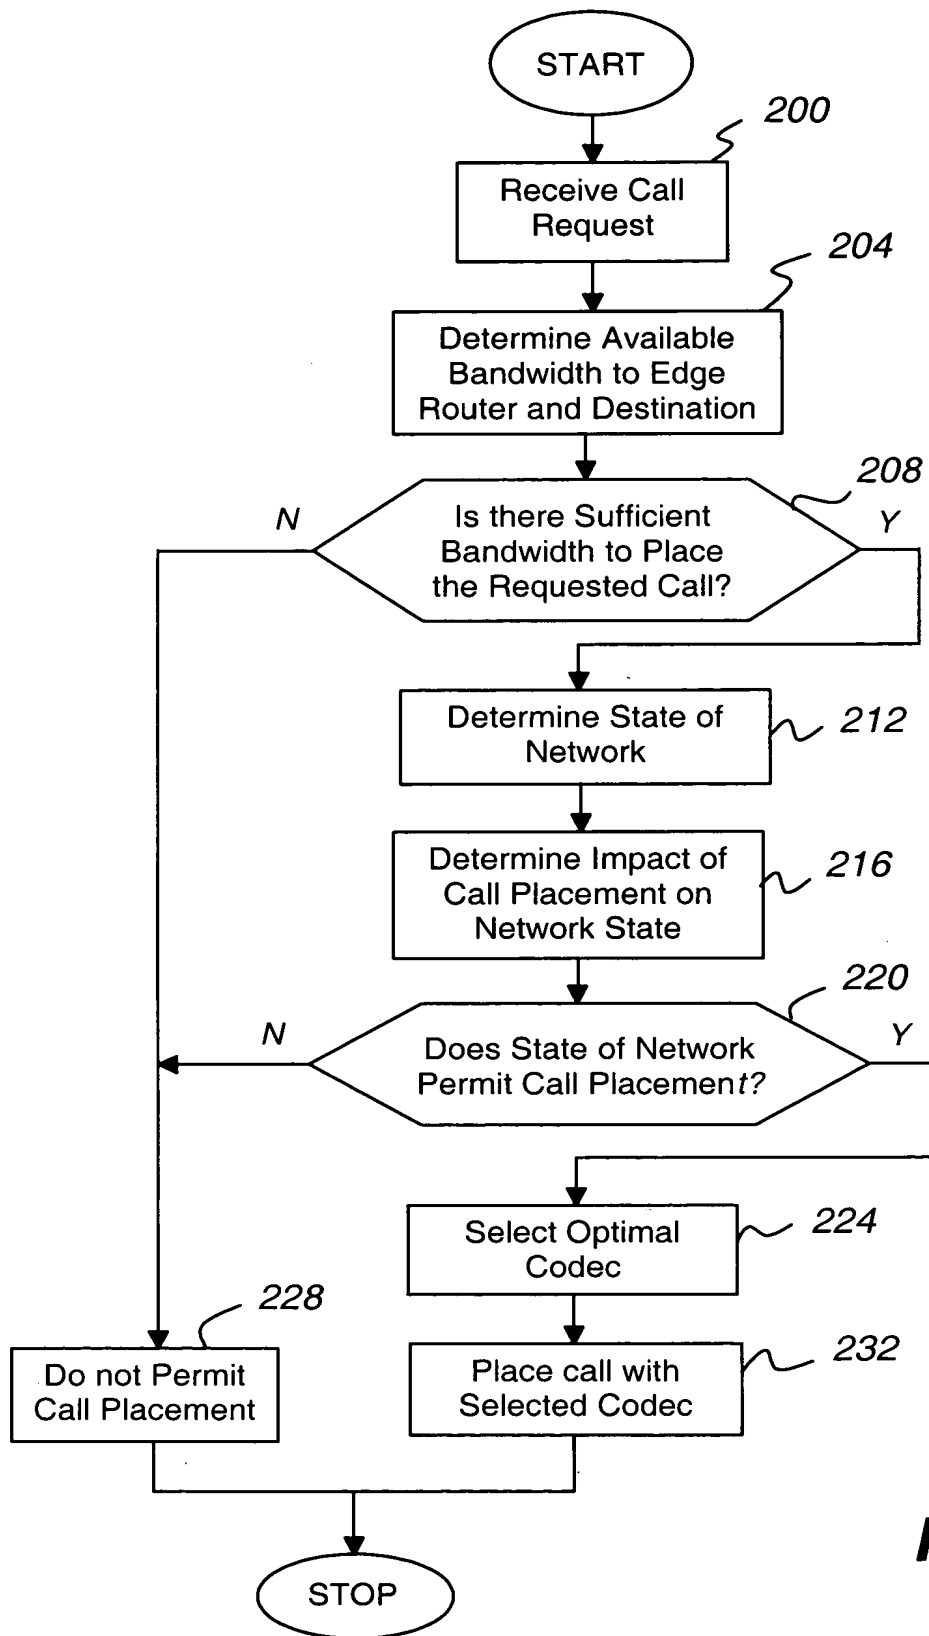 START
200
Receive Call
Request
204
Determine Available
Bandwidth to Edge
Router and Destination
208
N
Is there Sufficient
Bandwidth to Place
the Requested Call?
Y
Determine State of
Network
212
Determine Impact of
Call Placement on
Network State
216
220
N
Does State of Network
Permit Call Placement?
Y
Select Optimal
Codec
224
228
Do not Permit
Call Placement
Place call with
Selected Codec
232
STOP